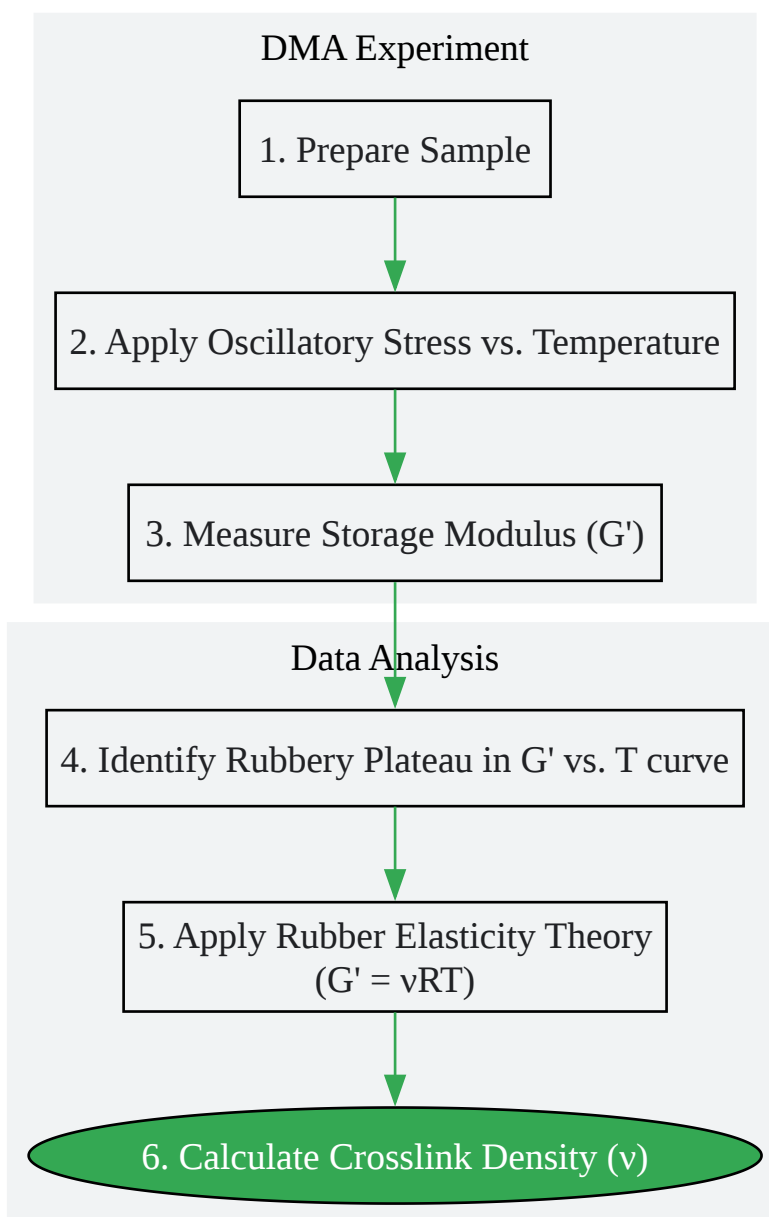 DMA Experiment
1. Prepare Sample
2. Apply Oscillatory Stress vs. Temperature
3. Measure Storage Modulus (G')
Data Analysis
4. Identify Rubbery Plateau in G' vs. T curve
5. Apply Rubber Elasticity Theory
(G' = νRT)
6. Calculate Crosslink Density (ν)